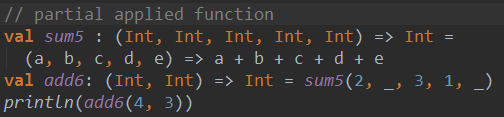 // partial applied function
val sum5 : (Int, Int, Int, Int, Int) => Int =
(a, b, c, d, e) => a + b + c + d + e
val add6: (Int, Int) => Int = sum5(2, _, 3, 1, _)
println(add6(4, 3))